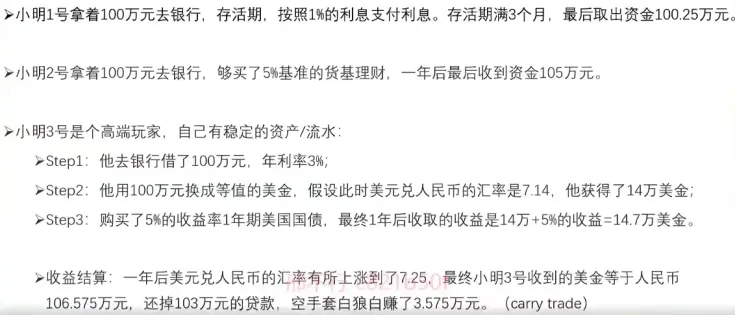 ➤小明1号拿着100万元去银行，存活期，按照1%的利息支付利息。存活期满3个月，最后取出资金100.25万元。
➤小明2号拿着100万元去银行，够买了5%基准的货基理财，一年后最后收到资金105万元。
➤小明3号是个高端玩家，自己有稳定的资产/流水：
➤Step1：他去银行借了100万元，年利率3%；
➤Step2：他用100万元换成等值的美金，假设此时美元兑人民币的汇率是7.14，他获得了14万美金；
➤Step3：购买了5%的收益率1年期美国国债，最终1年后收取的收益是14万+5%的收益=14.7万美金。
➤收益结算：一年后美元兑人民币的汇率有所上涨到了7.25，最终小明3号收到的美金等于人民币
106.575万元，还掉103万元的贷款，空手套白狼白赚了3.575万元。（carry trade）